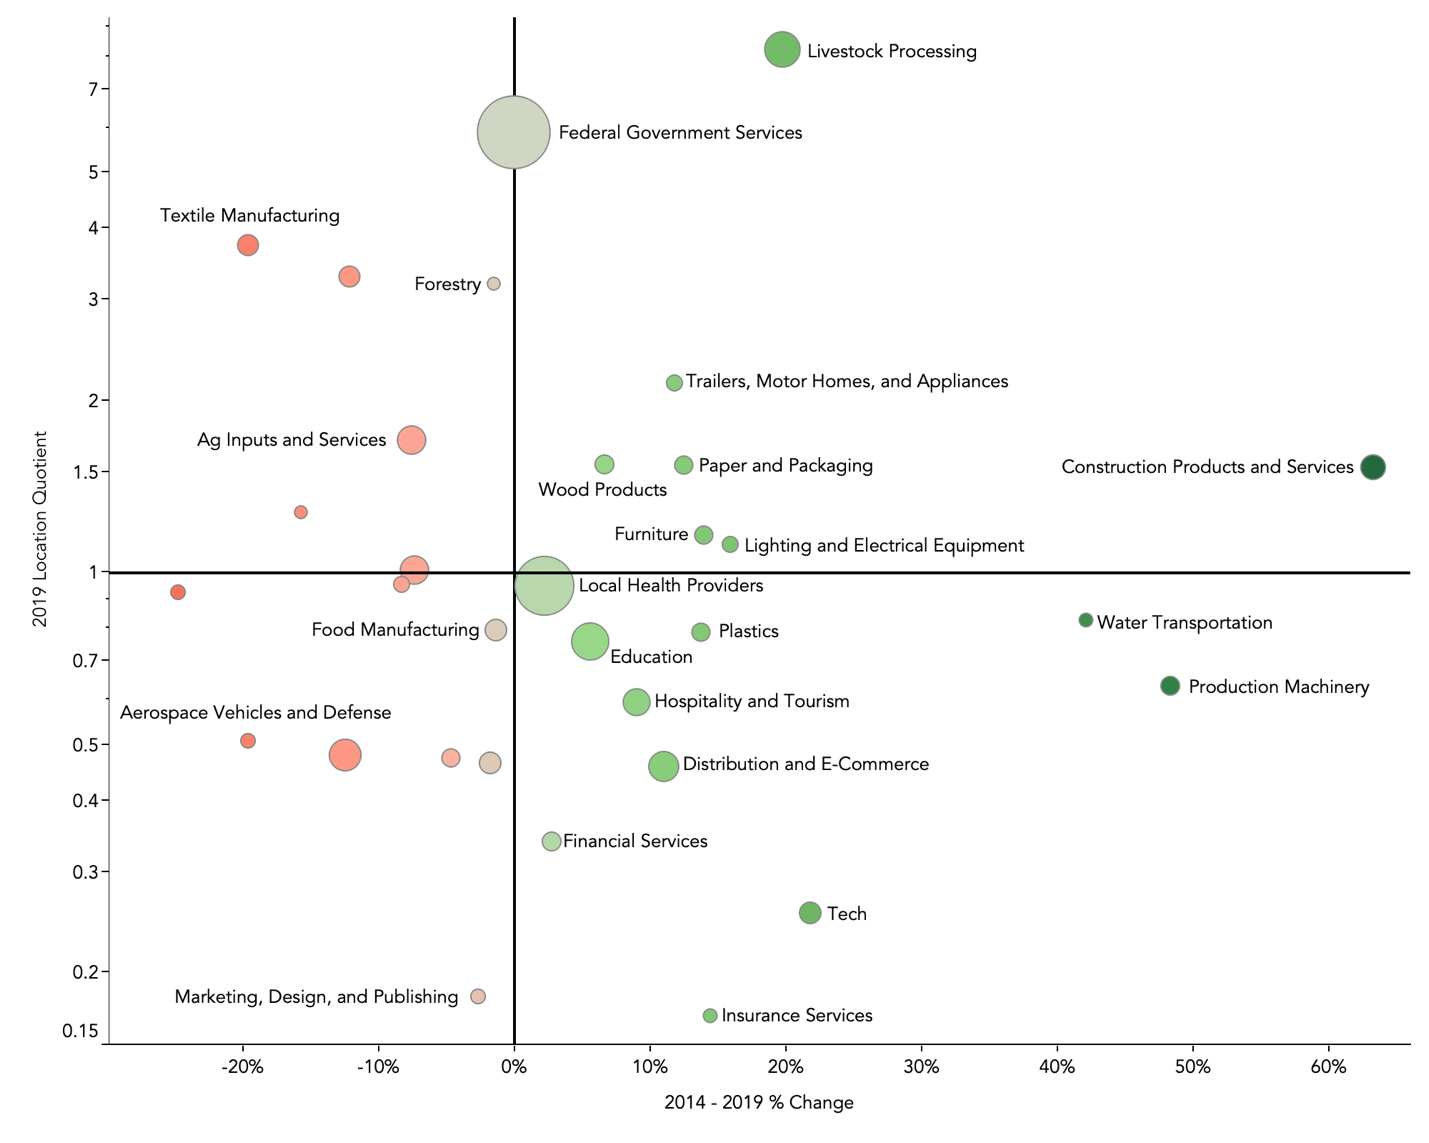 Livestock Processing
7
Federal Government Services
5
Textile Manufacturing
4
Forestry
3
Trailers, Motor Homes, and Appliances
2
Ag Inputs and Services
Paper and Packaging
Construction Products and Services
1.5
Wood Products
Furniture
Lighting and Electrical Equipment
2019 Location Quotient
1
Local Health Providers
Water Transportation
Food Manufacturing
Plastics
Education
0.7
Production Machinery
Hospitality and Tourism
Aerospace Vehicles and Defense
0.5
Distribution and E-Commerce
0.4
Financial Services
0.3
Tech
0.2
Marketing, Design, and Publishing
Insurance Services
0.15
-20% -10% 0% 10% 20% 30% 40% 50% 60%
2014 - 2019 % Change